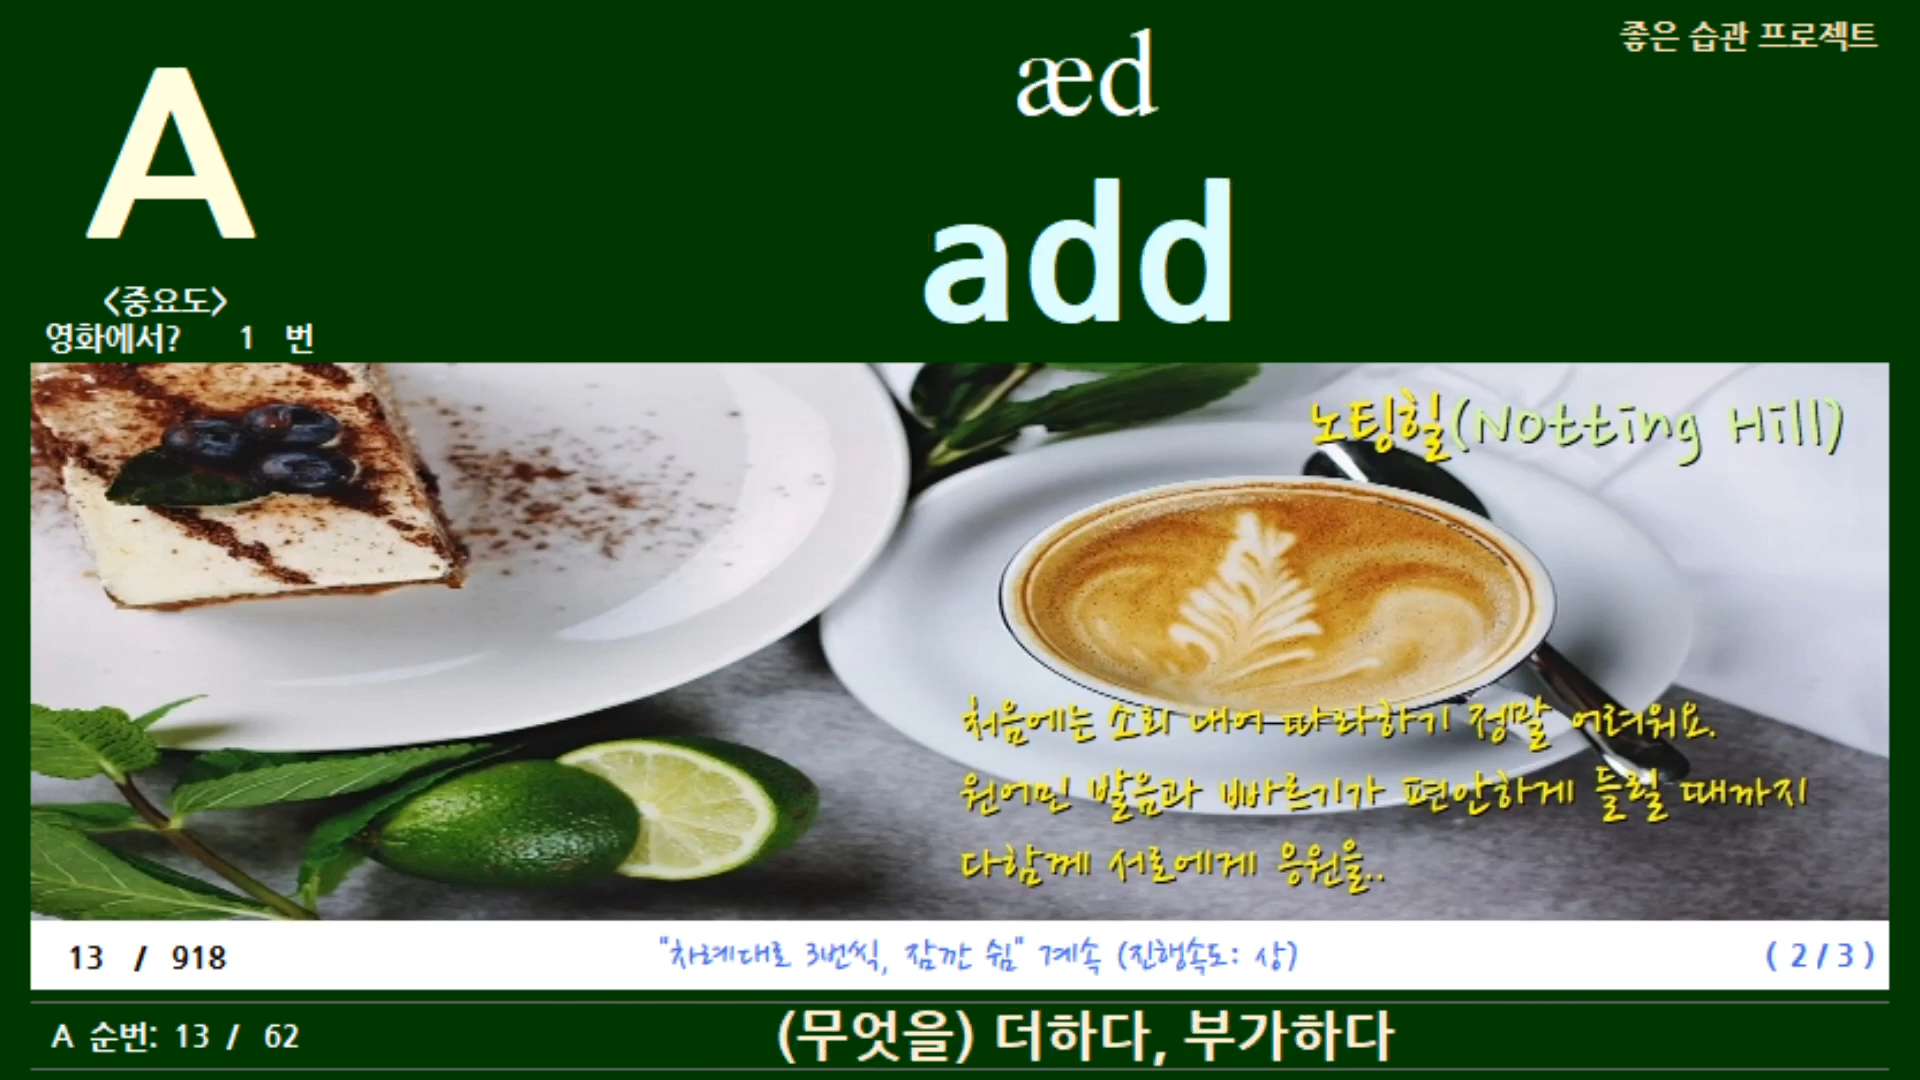 좋은 습관 프로젝트
A
æd
add
<중요도>
영화에서? 1 번
노팅힐(Notting Hill)
처음에는 소리 내어 따라하기 정말 어려워요.
원어민 발음과 빠르기가 편안하게 들릴 때까지
다함께 서로에게 응원을..
13 / 918
"차례대로 3번씩, 잠깐 쉼" 계속 (진행속도: 상)
( 2 / 3 )
A 순번: 13 / 62
(무엇을) 더하다, 부가하다